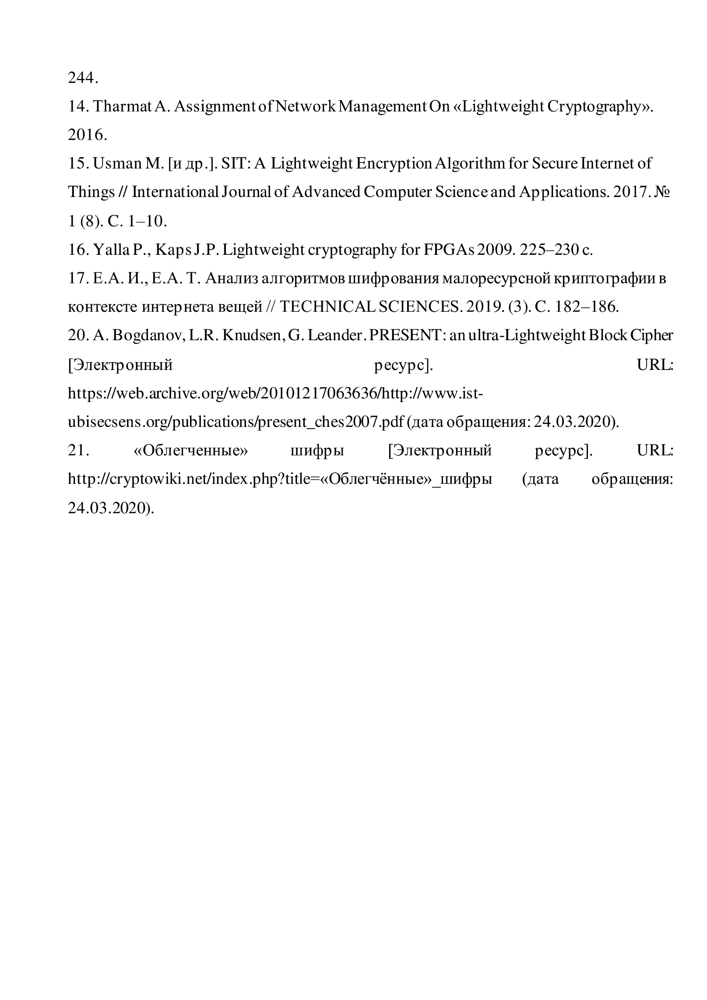 244.
14. Tharmat A. Assignment of Network Management On «Lightweight Cryptography».
2016.
15. Usman M. [и др.]. SIT: A Lightweight Encryption Algorithm for Secure Internet of
Things // International Journal of Advanced Computer Science and Applications. 2017. №
1 (8). С. 1–10.
16. Yalla P., Kaps J.P. Lightweight cryptography for FPGAs 2009. 225–230 с.
17. Е.А. И., Е.А. Т. Анализ алгоритмов шифрования малоресурсной криптографии в
контексте интернета вещей // TECHNICAL SCIENCES. 2019. (3). С. 182–186.
20. A. Bogdanov, L.R. Knudsen, G. Leander. PRESENT: an ultra-Lightweight Block Cipher
[Электронный ресурс]. URL:
https://web.archive.org/web/20101217063636/http://www.ist-
ubisecsens.org/publications/present_ches2007.pdf (дата обращения: 24.03.2020).
21. «Облегченные» шифры [Электронный ресурс]. URL:
http://cryptowiki.net/index.php?title=«Облегчённые»_шифры (дата обращения:
24.03.2020).